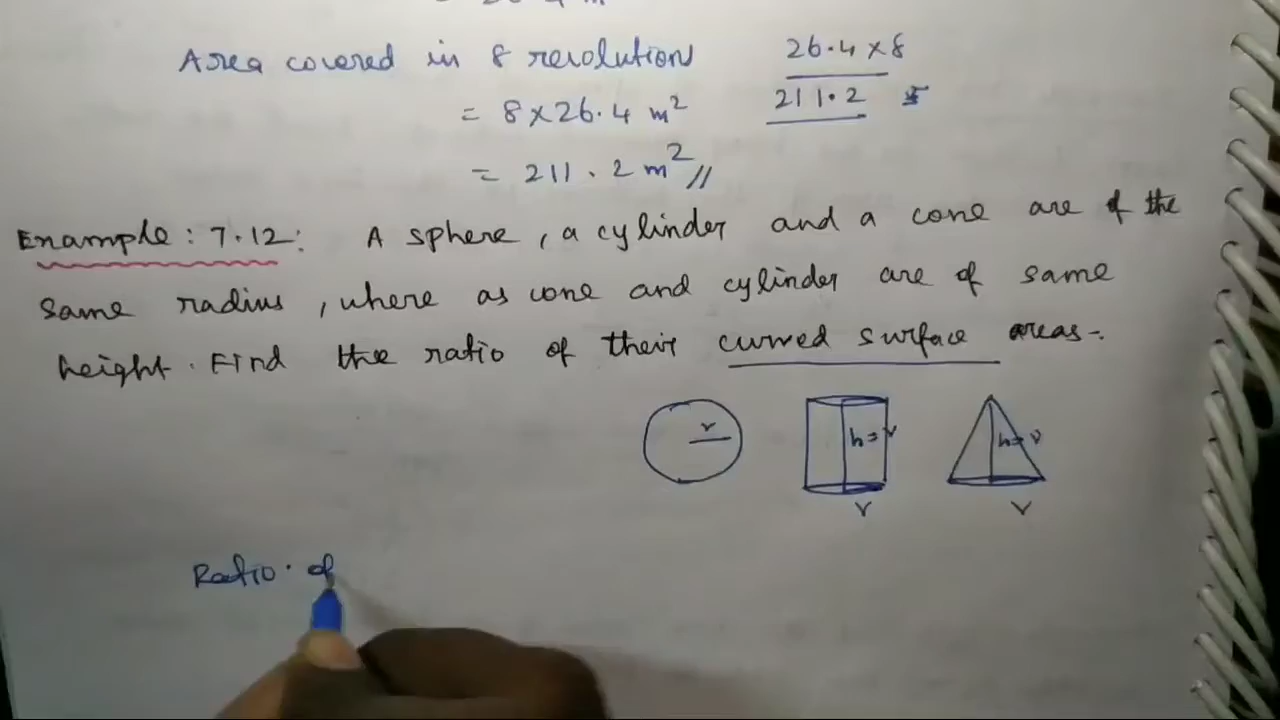 Area covered in 8 revolution
26.4 × 8
= 8×26.4 m²
211.2
= 211.2 m²//
Example: 7.12: A sphere, a cylinder and a cone are of the
same radius, where as cone and cylinder are of same
height. Find the ratio of their curved surface areas.
r h = r h = r
r r
Ratio. of